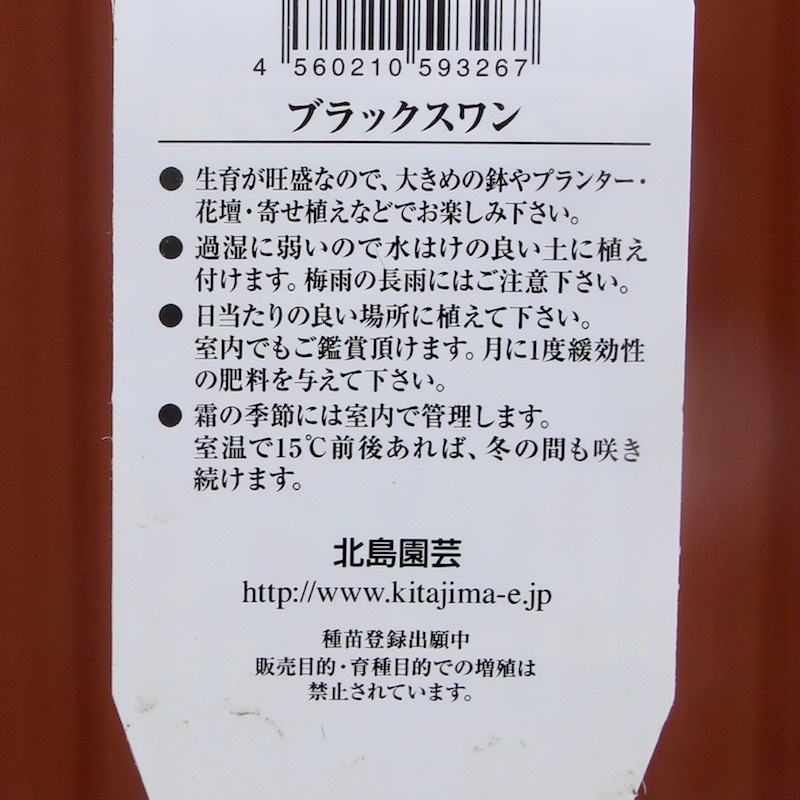 4 560210 593267
ブラックスワン
● 生育が旺盛なので、大きめの鉢やプランター・
花壇・寄せ植えなどでお楽しみ下さい。
● 過湿に弱いので水はけの良い土に植え
付けます。梅雨の長雨にはご注意下さい。
● 日当たりの良い場所に植えて下さい。
室内でもご鑑賞頂けます。月に1度緩効性
の肥料を与えて下さい。
● 霜の季節には室内で管理します。
室温で15℃前後あれば、冬の間も咲き
続けます。
北島園芸
http://www.kitajima-e.jp
種苗登録出願中
販売目的・育種目的での増殖は
禁止されています。